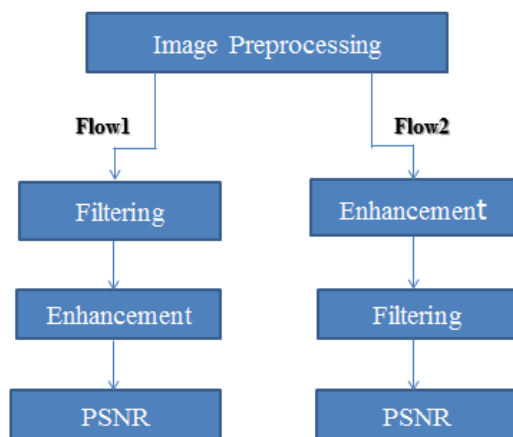 Image Preprocessing
Flow1
Flow2
Filtering
Enhancement
Enhancement
Filtering
PSNR
PSNR